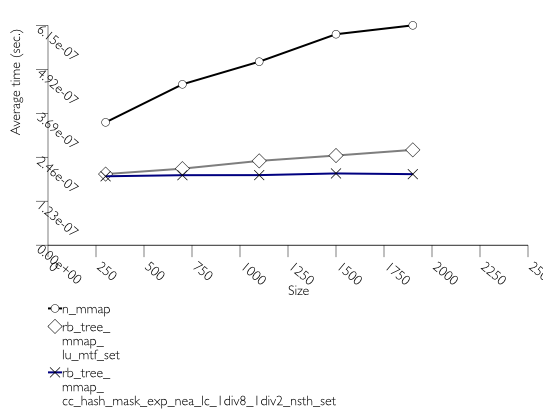 Average time (sec.)
6.15e-07
4.92e-07
3.69e-07
2.46e-07
1.23e-07
0.00e+00
0
250
500
750
1000
1250
1500
1750
2000
2250
Size
n_mmap
rb_tree_
mmap_
lu_mtf_set
rb_tree_
mmap_
cc_hash_mask_exp_nea_lc_1div8_1div2_nsth_set